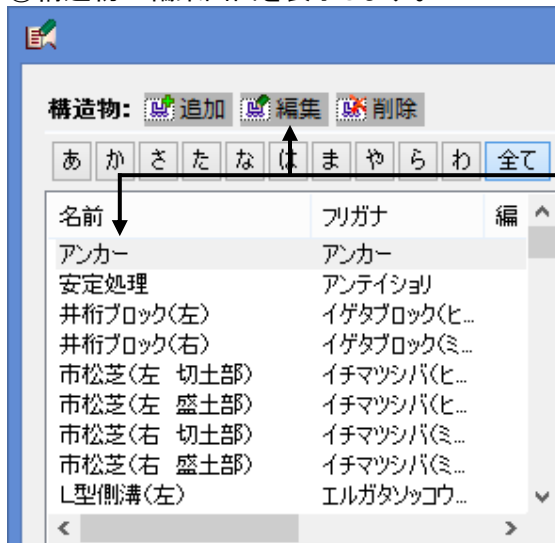 構造物: 追加 編集 削除
あ か さ た な は ま や ら わ 全て
名前 フリガナ 編
アンカー アンカー
安定処理 アンテイショリ
井桁ブロック(左) イゲタブロック(ヒ...
井桁ブロック(右) イゲタブロック(ミ...
市松芝(左 切土部) イチマツシバ(ヒ...
市松芝(左 盛土部) イチマツシバ(ヒ...
市松芝(右 切土部) イチマツシバ(ミ...
市松芝(右 盛土部) イチマツシバ(ミ...
L型側溝(左) エルガタソッコウ...